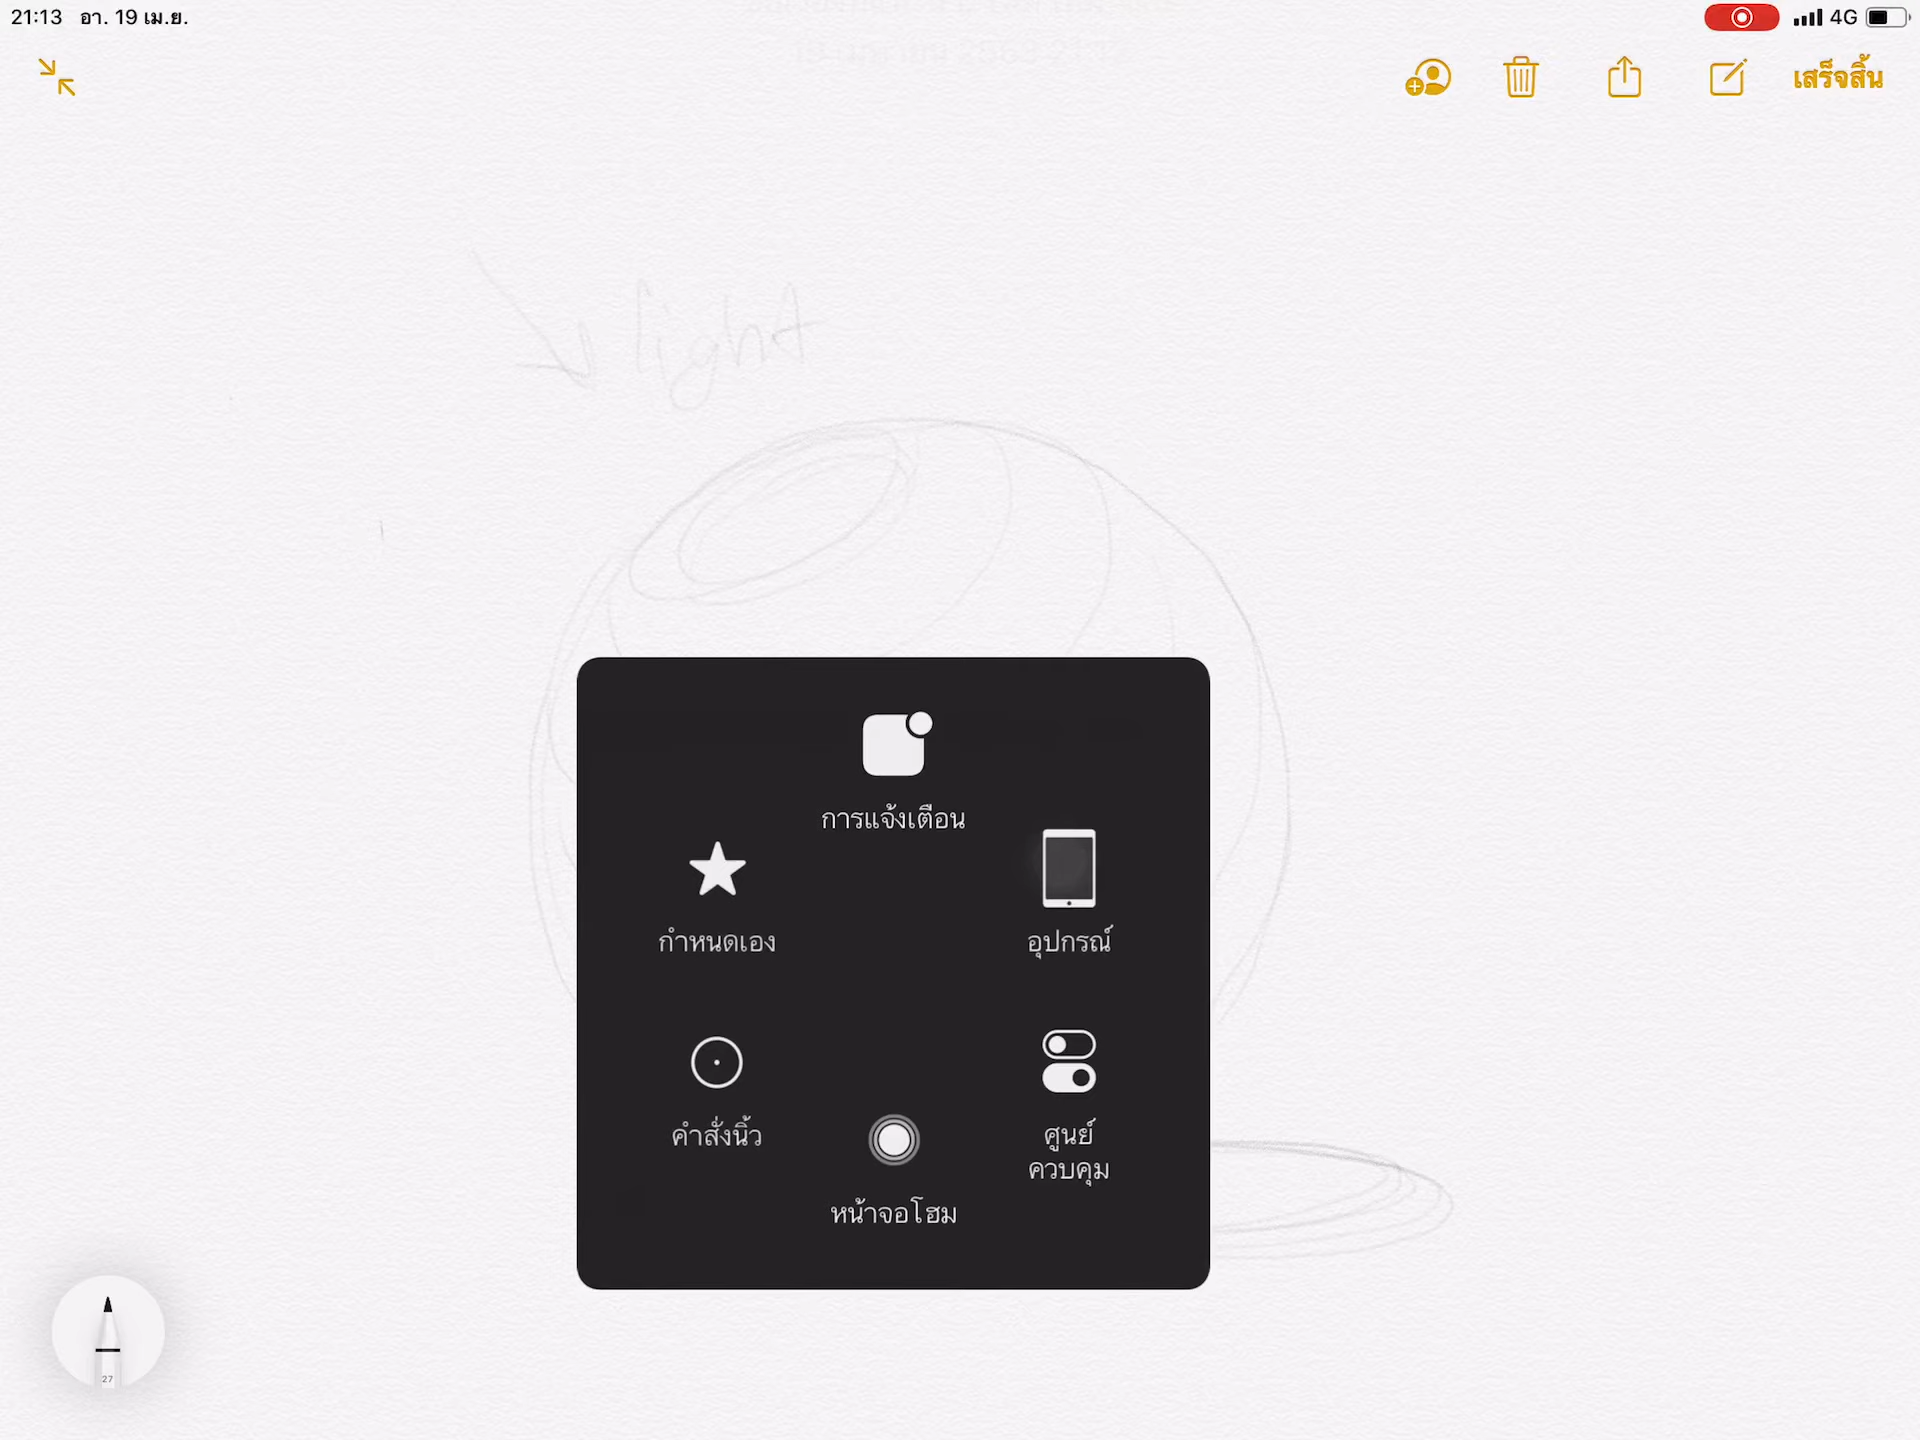 21:13 อา. 19 เม.ย.
4G
เสร็จสิ้น
light
การแจ้งเตือน
กำหนดเอง
อุปกรณ์
คำสั่งนิ้ว
ศูนย์
ควบคุม
หน้าจอโฮม
27